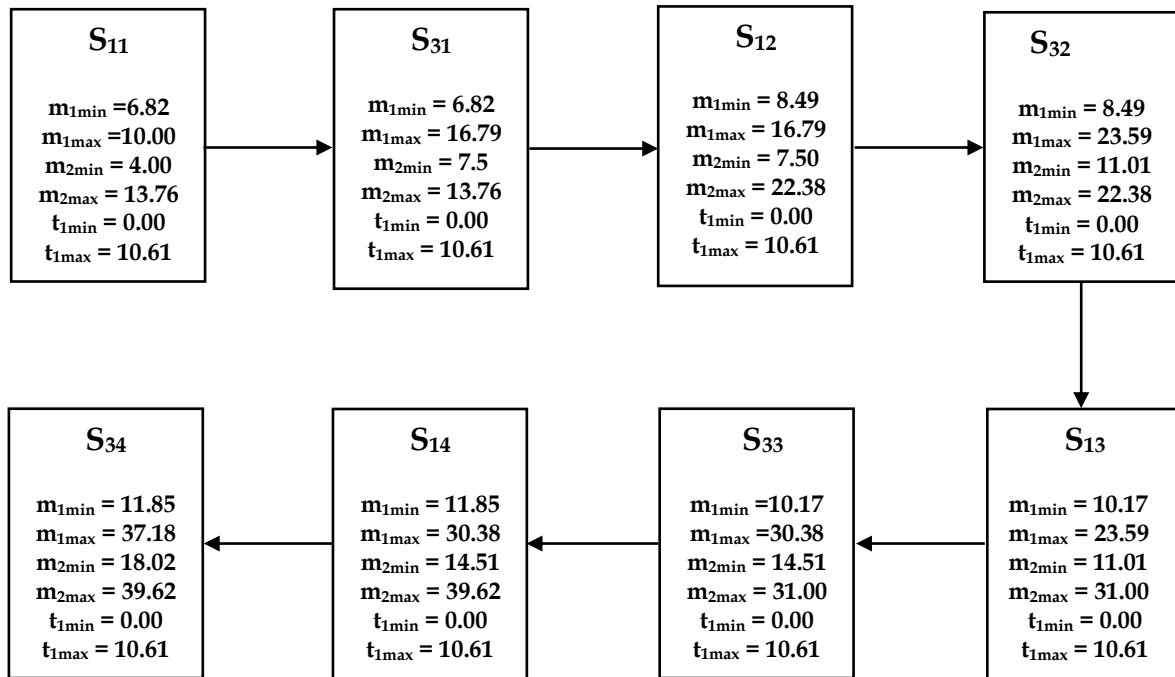 S₁₁
m₁ₘᵢₙ =6.82
m₁ₘₐₓ =10.00
m₂ₘᵢₙ = 4.00
m₂ₘₐₓ = 13.76
t₁ₘᵢₙ = 0.00
t₁ₘₐₓ = 10.61
S₃₁
m₁ₘᵢₙ = 6.82
m₁ₘₐₓ = 16.79
m₂ₘᵢₙ = 7.5
m₂ₘₐₓ = 13.76
t₁ₘᵢₙ = 0.00
t₁ₘₐₓ = 10.61
S₁₂
m₁ₘᵢₙ = 8.49
m₁ₘₐₓ = 16.79
m₂ₘᵢₙ = 7.50
m₂ₘₐₓ = 22.38
t₁ₘᵢₙ = 0.00
t₁ₘₐₓ = 10.61
S₃₂
m₁ₘᵢₙ = 8.49
m₁ₘₐₓ = 23.59
m₂ₘᵢₙ = 11.01
m₂ₘₐₓ = 22.38
t₁ₘᵢₙ = 0.00
t₁ₘₐₓ = 10.61
S₃₄
m₁ₘᵢₙ = 11.85
m₁ₘₐₓ = 37.18
m₂ₘᵢₙ = 18.02
m₂ₘₐₓ = 39.62
t₁ₘᵢₙ = 0.00
t₁ₘₐₓ = 10.61
S₁₄
m₁ₘᵢₙ = 11.85
m₁ₘₐₓ = 30.38
m₂ₘᵢₙ = 14.51
m₂ₘₐₓ = 39.62
t₁ₘᵢₙ = 0.00
t₁ₘₐₓ = 10.61
S₃₃
m₁ₘᵢₙ =10.17
m₁ₘₐₓ =30.38
m₂ₘᵢₙ = 14.51
m₂ₘₐₓ = 31.00
t₁ₘᵢₙ = 0.00
t₁ₘₐₓ = 10.61
S₁₃
m₁ₘᵢₙ = 10.17
m₁ₘₐₓ = 23.59
m₂ₘᵢₙ = 11.01
m₂ₘₐₓ = 31.00
t₁ₘᵢₙ = 0.00
t₁ₘₐₓ = 10.61